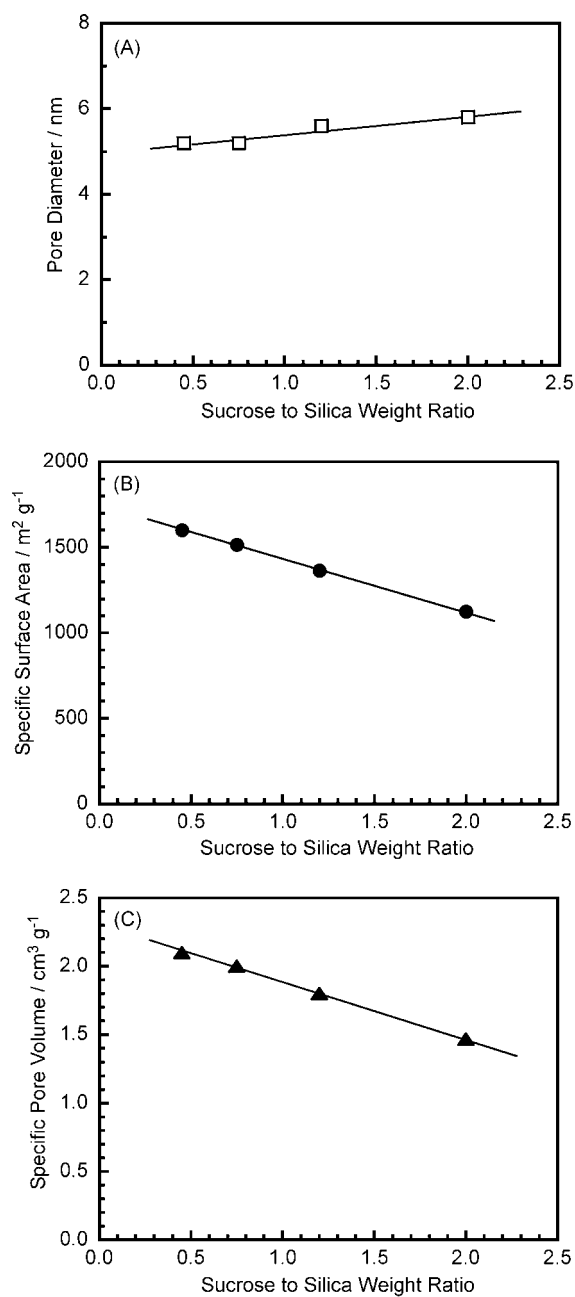 (A)
Pore Diameter / nm
8
6
4
2
0
0.0 0.5 1.0 1.5 2.0 2.5
Sucrose to Silica Weight Ratio
(B)
Specific Surface Area / m² g⁻¹
2000
1500
1000
500
0
0.0 0.5 1.0 1.5 2.0 2.5
Sucrose to Silica Weight Ratio
(C)
Specific Pore Volume / cm³ g⁻¹
2.5
2.0
1.5
1.0
0.5
0.0
0.0 0.5 1.0 1.5 2.0 2.5
Sucrose to Silica Weight Ratio